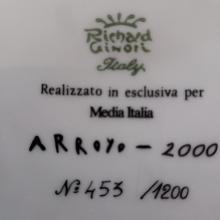 Richard
Ginori
Italy
Realizzato in esclusiva per
Media Italia
ARROYO - 2000
Nº 453 /1200